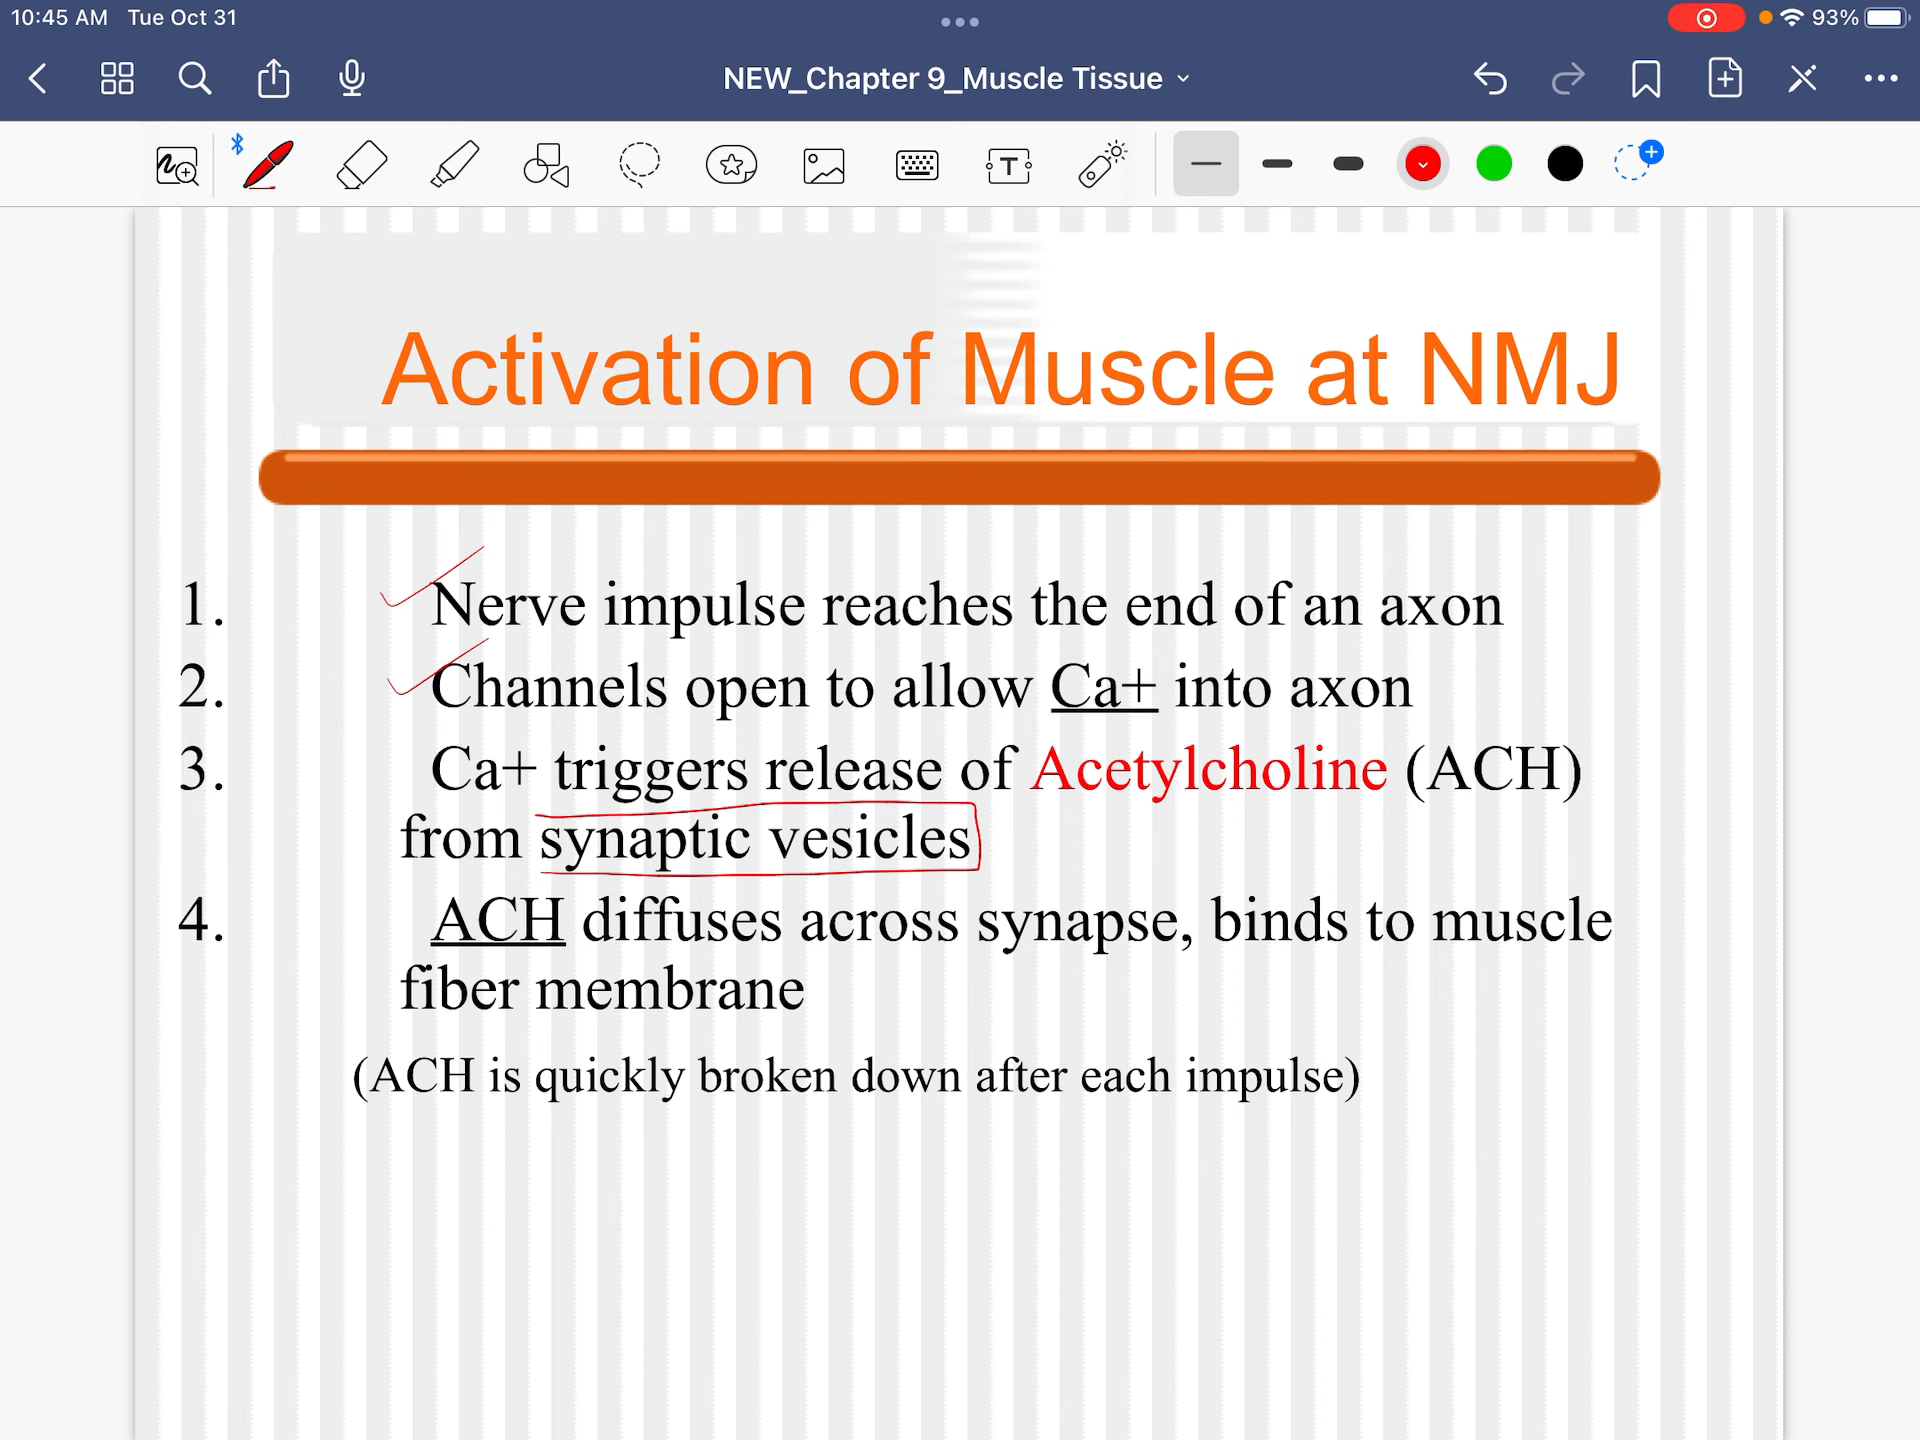 10:45 AM Tue Oct 31
93%
NEW_Chapter 9_Muscle Tissue
T
Activation of Muscle at NMJ
1. Nerve impulse reaches the end of an axon
2. Channels open to allow Ca+ into axon
3. Ca+ triggers release of Acetylcholine (ACH)
from synaptic vesicles
4. ACH diffuses across synapse, binds to muscle
fiber membrane
(ACH is quickly broken down after each impulse)